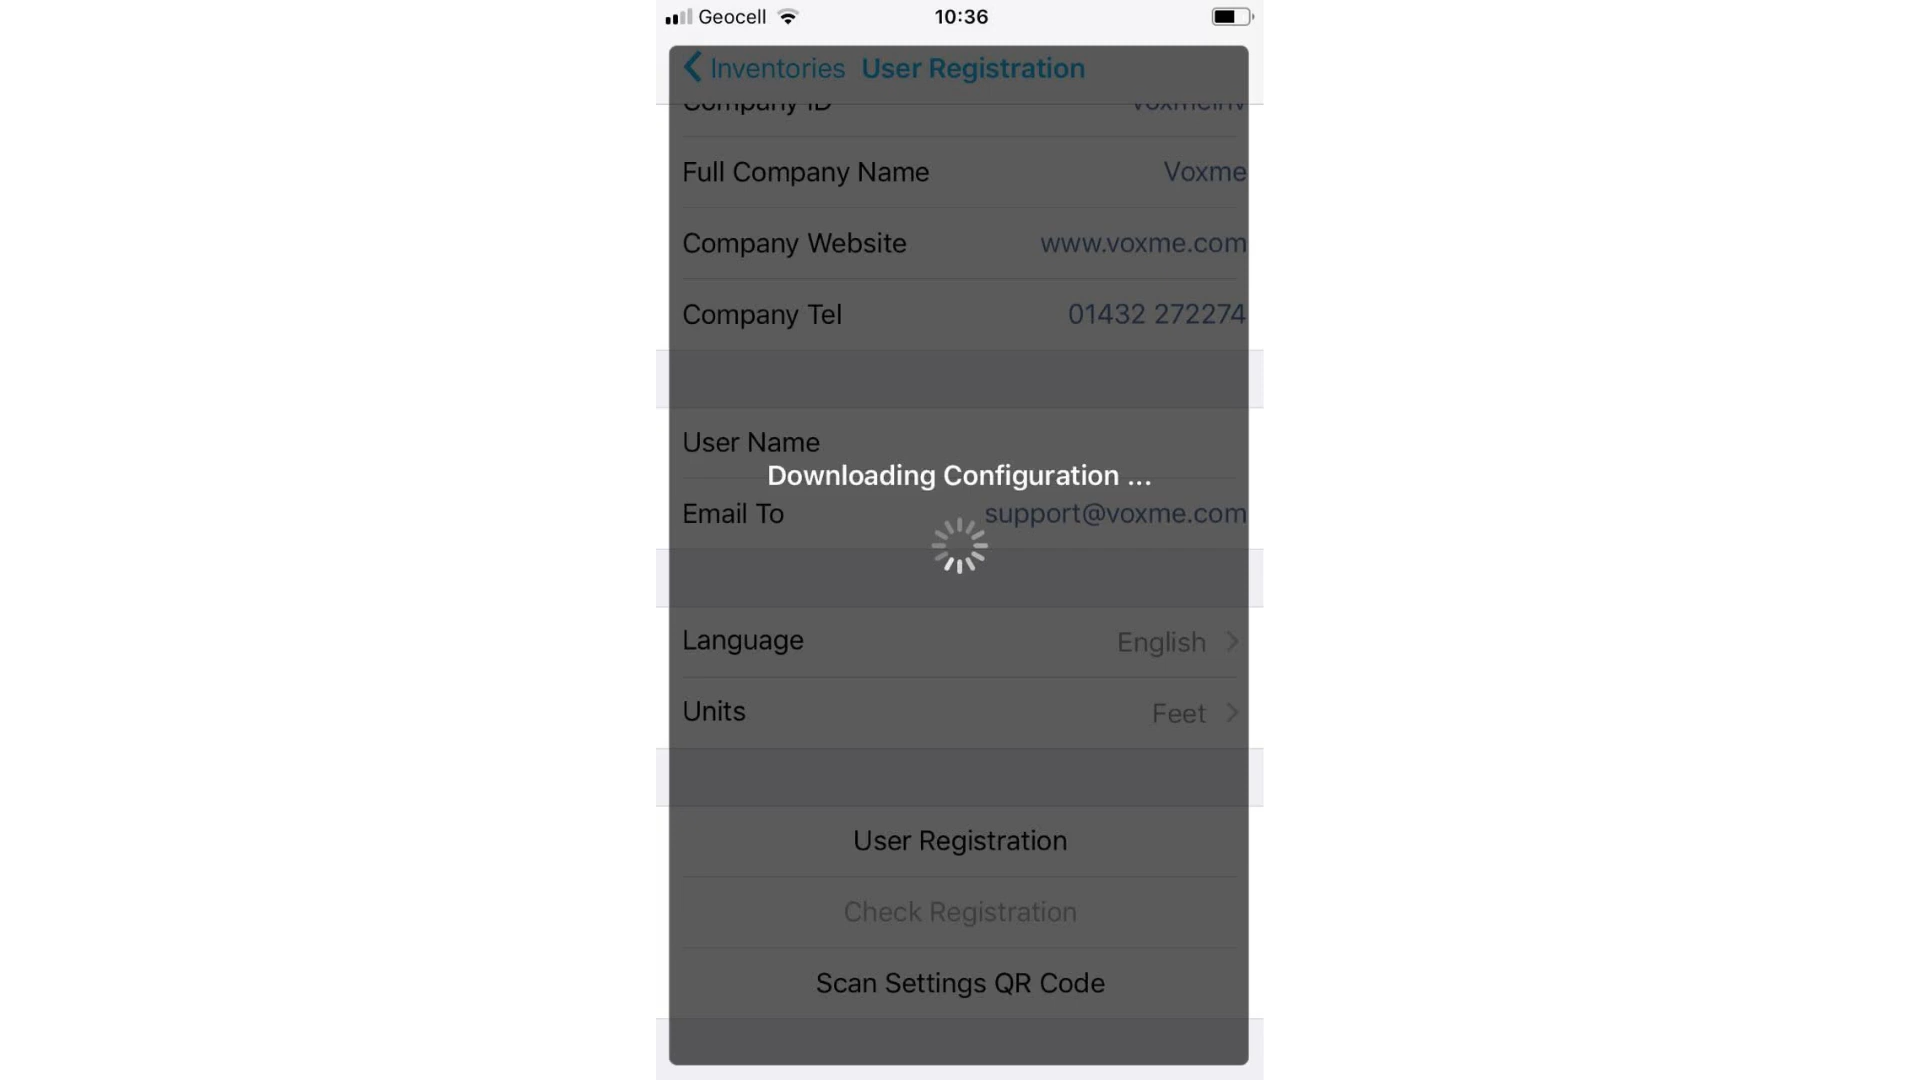 Geocell 10:36
Inventories User Registration
Company ID voxmeinv
Full Company Name Voxme
Company Website www.voxme.com
Company Tel 01432 272274
User Name
Downloading Configuration ...
Email To support@voxme.com
Language English
Units Feet
User Registration
Check Registration
Scan Settings QR Code